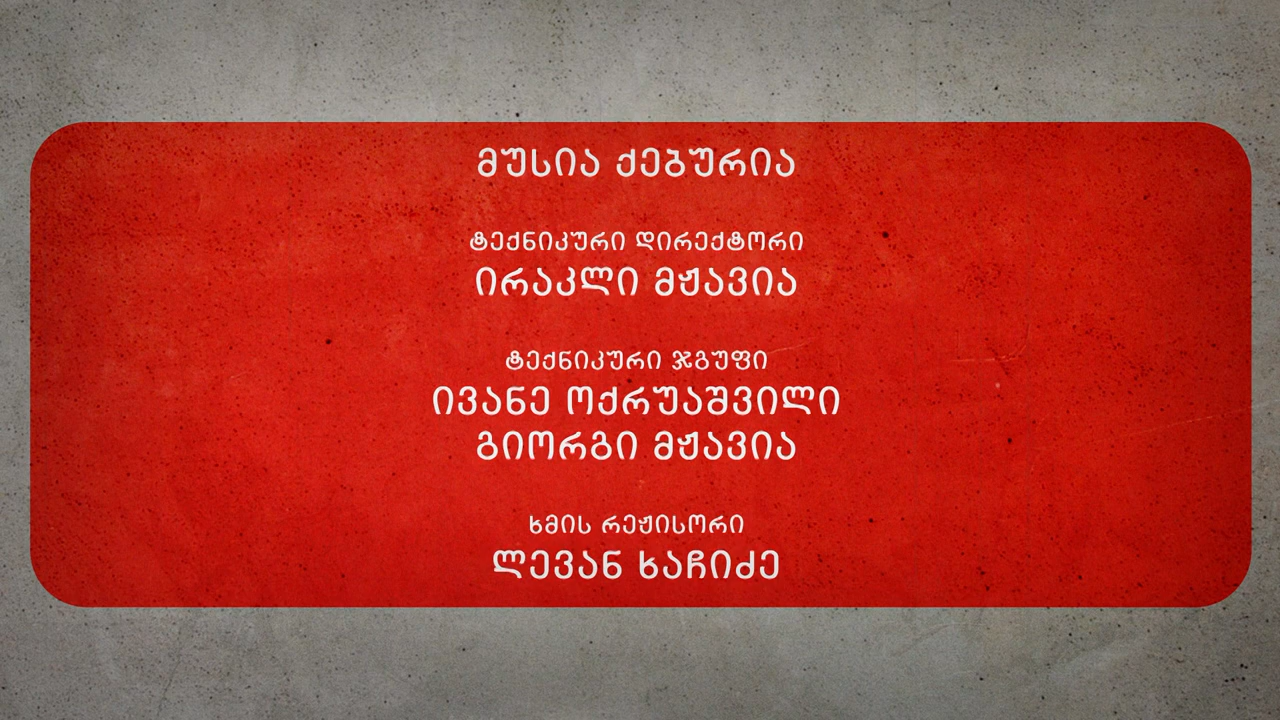 მუსია ქებურია
ტექნიკური დირექტორი
ირაკლი მჟავია
ტექნიკური ჯგუფი
ივანე ოქრუაშვილი
გიორგი მჟავია
ხმის რეჟისორი
ლევან ხაჩიძე